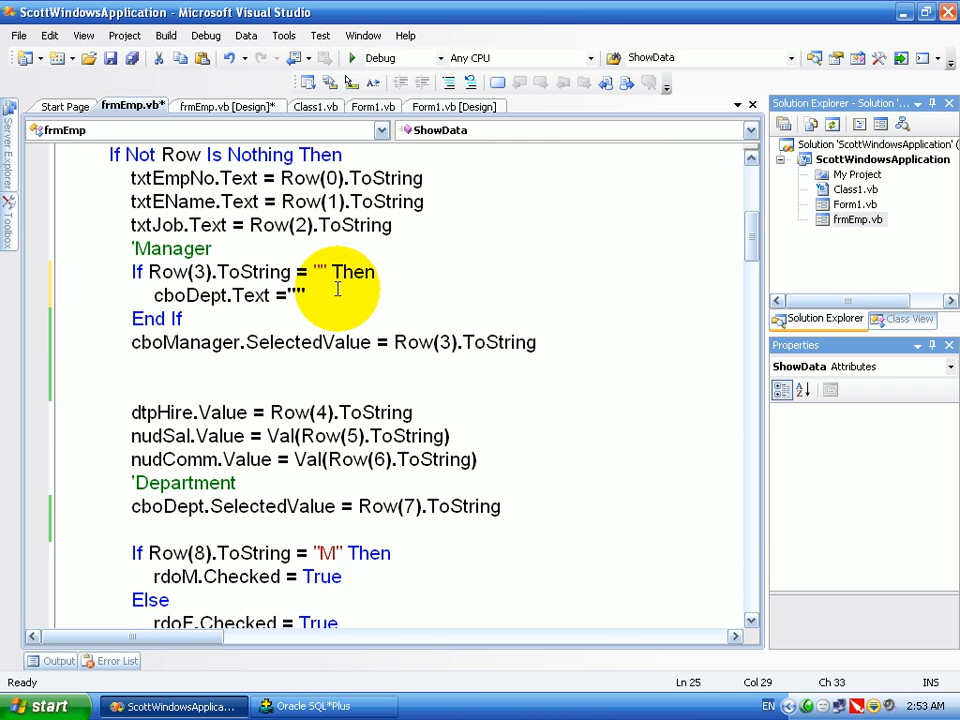 ScottWindowsApplication - Microsoft Visual Studio
File Edit View Project Build Debug Data Tools Test Window Help
Debug Any CPU ShowData
Start Page frmEmp.vb* frmEmp.vb [Design]* Class1.vb Form1.vb Form1.vb [Design]
frmEmp ShowData
If Not Row Is Nothing Then
txtEmpNo.Text = Row(0).ToString
txtEName.Text = Row(1).ToString
txtJob.Text = Row(2).ToString
'Manager
If Row(3).ToString = "" Then
cboDept.Text =""
End If
cboManager.SelectedValue = Row(3).ToString
dtpHire.Value = Row(4).ToString
nudSal.Value = Val(Row(5).ToString)
nudComm.Value = Val(Row(6).ToString)
'Department
cboDept.SelectedValue = Row(7).ToString
If Row(8).ToString = "M" Then
rdoM.Checked = True
Else
rdoF.Checked = True
Server Explorer
Toolbox
Solution Explorer - Solution '...
Solution 'ScottWindowsApplication'
ScottWindowsApplication
My Project
Class1.vb
Form1.vb
frmEmp.vb
Solution Explorer Class View
Properties
ShowData Attributes
Output Error List
Ready Ln 25 Col 29 Ch 33 INS
start ScottWindowsApplica... Oracle SQL*Plus EN 2:53 AM